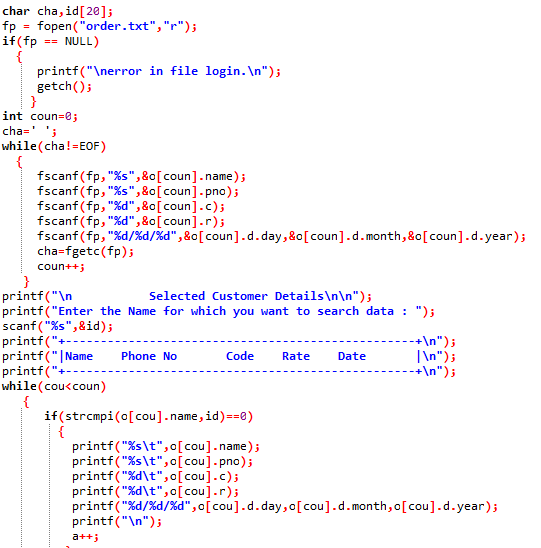 char cha,id[20];
fp = fopen("order.txt","r");
if(fp == NULL)
{
printf("\nerror in file login.\n");
getch();
}
int coun=0;
cha=' ';
while(cha!=EOF)
{
fscanf(fp,"%s",&o[coun].name);
fscanf(fp,"%s",&o[coun].pno);
fscanf(fp,"%d",&o[coun].c);
fscanf(fp,"%d",&o[coun].r);
fscanf(fp,"%d/%d/%d",&o[coun].d.day,&o[coun].d.month,&o[coun].d.year);
cha=fgetc(fp);
coun++;
}
printf("\n           Selected Customer Details\n\n");
printf("Enter the Name for which you want to search data : ");
scanf("%s",&id);
printf("+--------------------------------------------------+\n");
printf("|Name    Phone No       Code    Rate    Date       |\n");
printf("+--------------------------------------------------+\n");
while(cou<coun)
{
if(strcmpi(o[cou].name,id)==0)
{
printf("%s\t",o[cou].name);
printf("%s\t",o[cou].pno);
printf("%d\t",o[cou].c);
printf("%d\t",o[cou].r);
printf("%d/%d/%d",o[cou].d.day,o[cou].d.month,o[cou].d.year);
printf("\n");
a++;